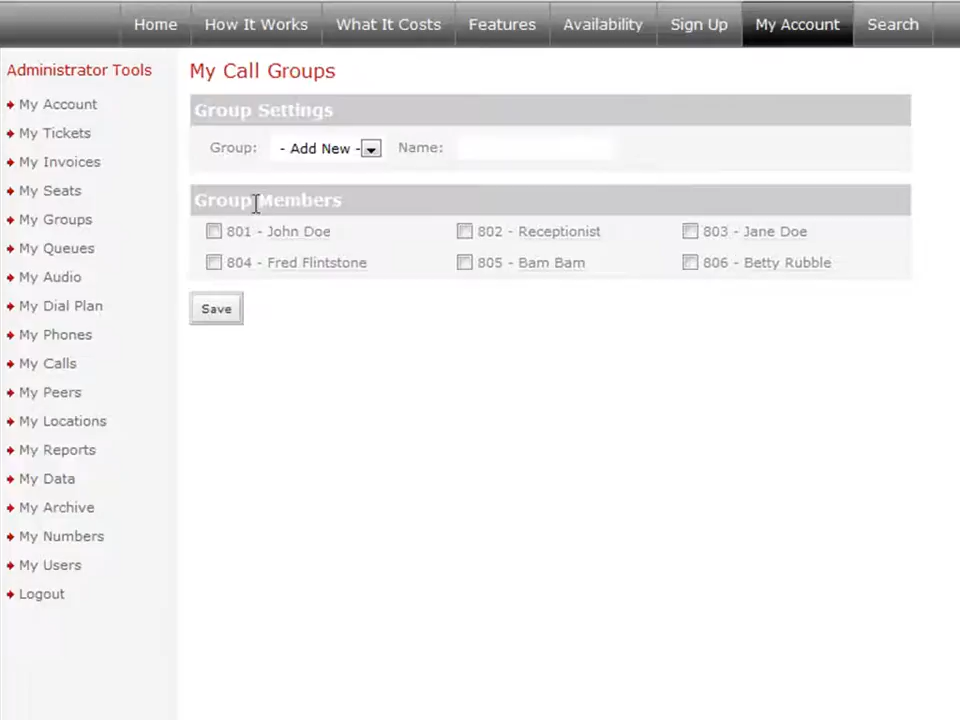 Home How It Works What It Costs Features Availability Sign Up My Account Search
Administrator Tools
My Account
My Tickets
My Invoices
My Seats
My Groups
My Queues
My Audio
My Dial Plan
My Phones
My Calls
My Peers
My Locations
My Reports
My Data
My Archive
My Numbers
My Users
Logout
My Call Groups
Group Settings
Group: - Add New - Name:
Group Members
801 - John Doe 802 - Receptionist 803 - Jane Doe
804 - Fred Flintstone 805 - Bam Bam 806 - Betty Rubble
Save